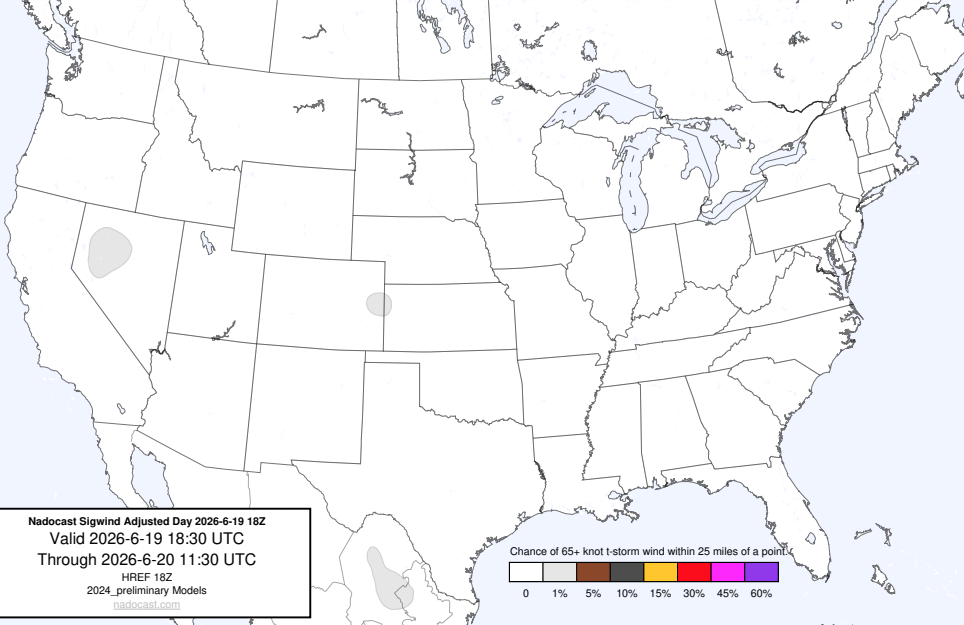 Nadocast Sigwind Adjusted Day 2026-6-19 18Z
Valid 2026-6-19 18:30 UTC
Through 2026-6-20 11:30 UTC
HREF 18Z
2024_preliminary Models
nadocast.com
Chance of 65+ knot t-storm wind within 25 miles of a point.
0 1% 5% 10% 15% 30% 45% 60%